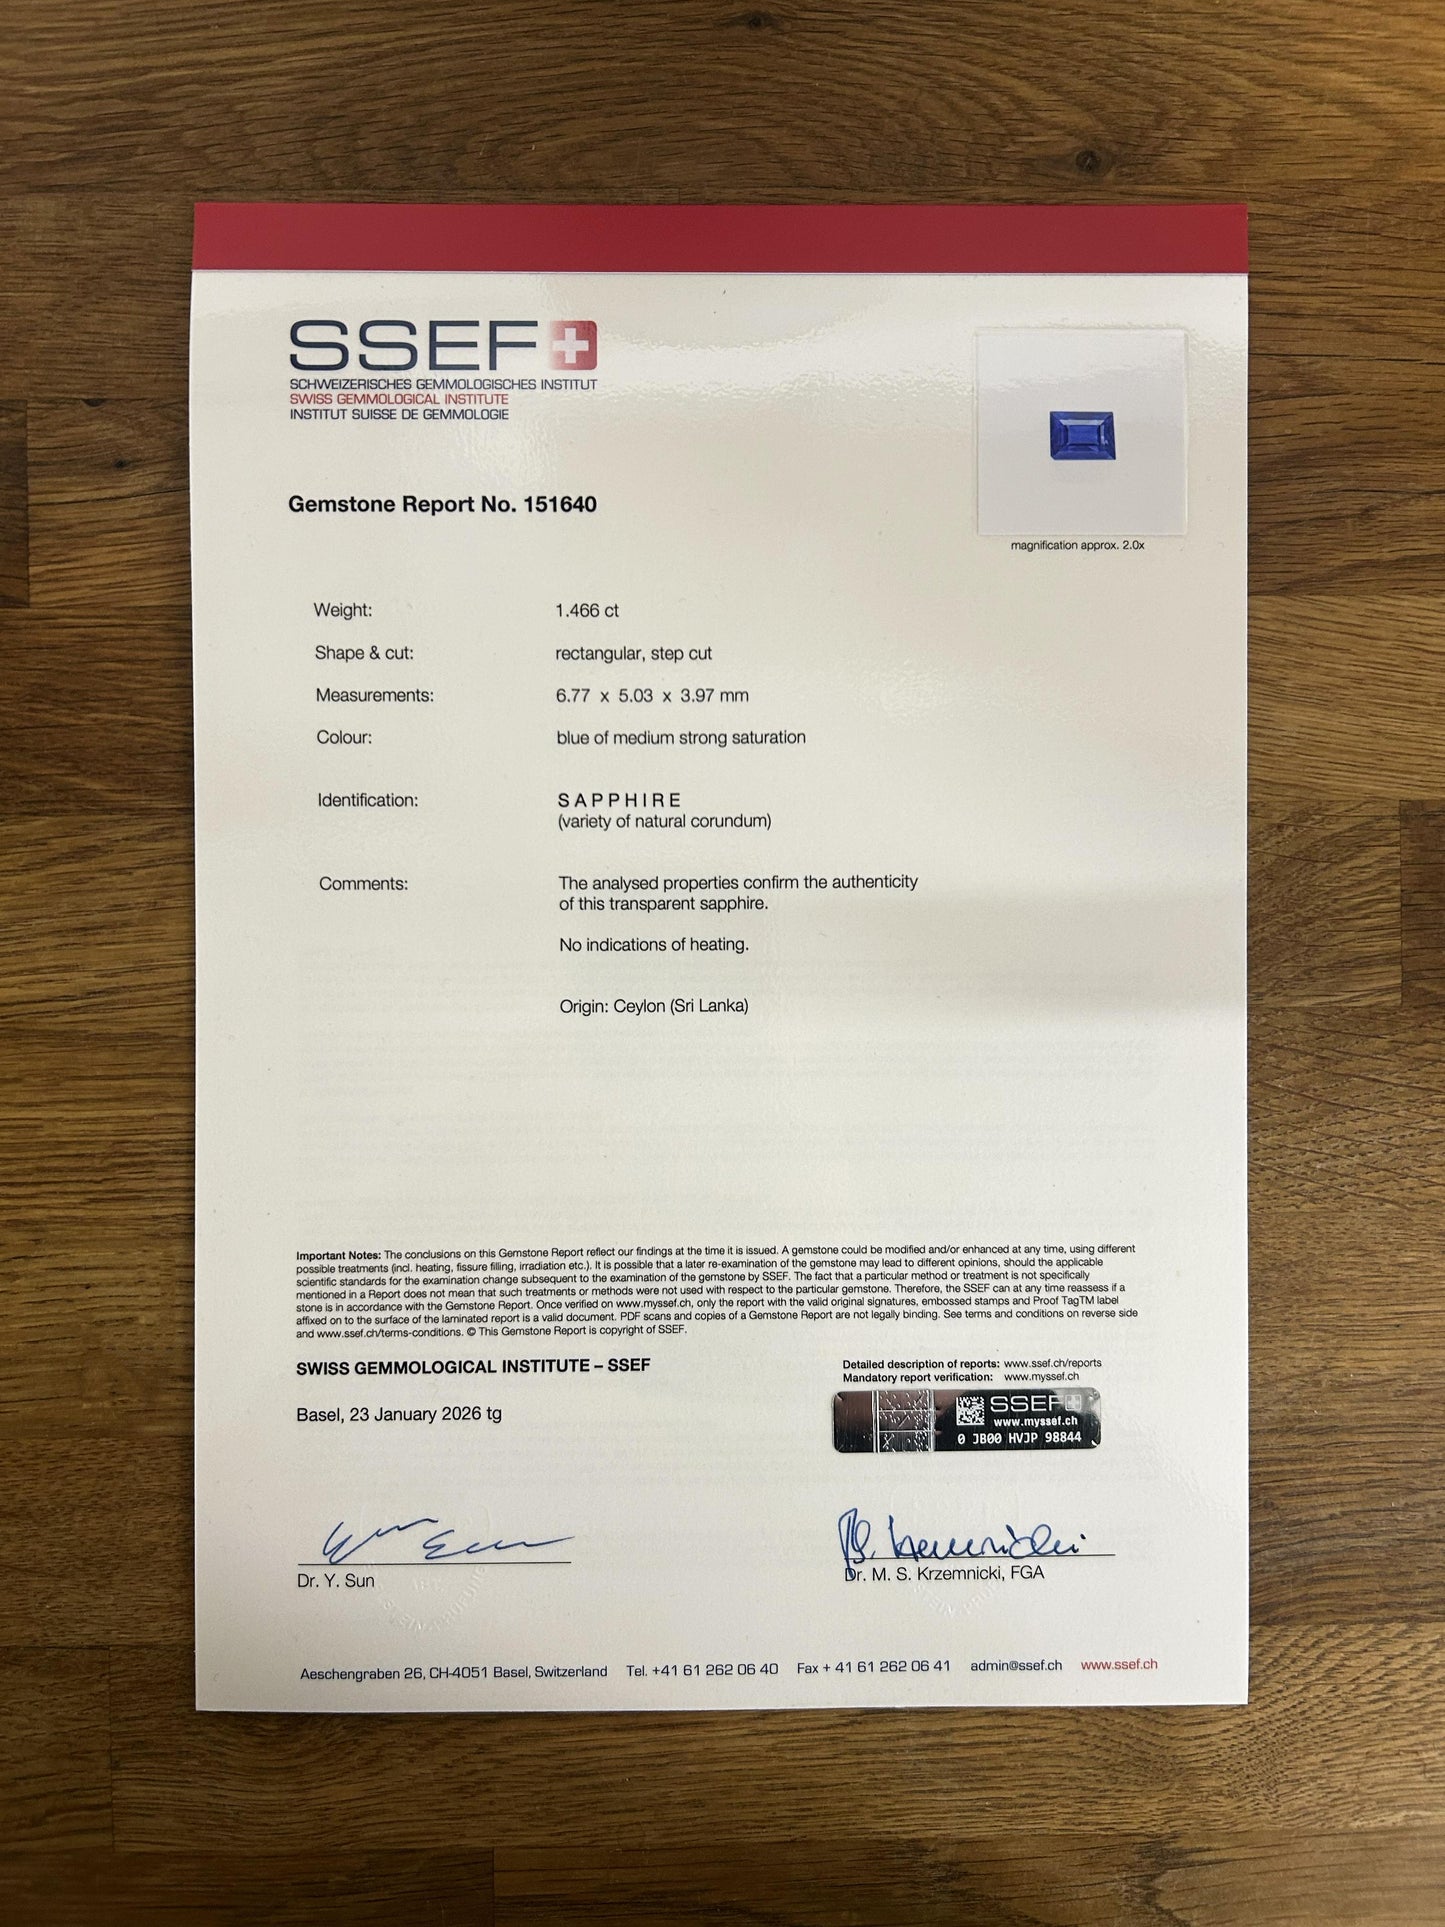 SSEF
SCHWEIZERISCHES GEMMOLOGISCHES INSTITUT
SWISS GEMMOLOGICAL INSTITUTE
INSTITUT SUISSE DE GEMMOLOGIE
magnification approx. 2.0x
Gemstone Report No. 151640
Weight: 1.466 ct
Shape & cut: rectangular, step cut
Measurements: 6.77 x 5.03 x 3.97 mm
Colour: blue of medium strong saturation
Identification: SAPPHIRE
(variety of natural corundum)
Comments: The analysed properties confirm the authenticity
of this transparent sapphire.
No indications of heating.
Origin: Ceylon (Sri Lanka)
Important Notes: The conclusions on this Gemstone Report reflect our findings at the time it is issued. A gemstone could be modified and/or enhanced at any time, using different
possible treatments (incl. heating, fissure filling, irradiation etc.). It is possible that a later re-examination of the gemstone may lead to different opinions, should the applicable
scientific standards for the examination change subsequent to the examination of the gemstone by SSEF. The fact that a particular method or treatment is not specifically
mentioned in a Report does not mean that such treatments or methods were not used with respect to the particular gemstone. Therefore, the SSEF can at any time reassess if a
stone is in accordance with the Gemstone Report. Once verified on www.myssef.ch, only the report with the valid original signatures, embossed stamps and Proof TagTM label
affixed on to the surface of the laminated report is a valid document. PDF scans and copies of a Gemstone Report are not legally binding. See terms and conditions on reverse side
and www.ssef.ch/terms-conditions. © This Gemstone Report is copyright of SSEF.
SWISS GEMMOLOGICAL INSTITUTE – SSEF
Detailed description of reports: www.ssef.ch/reports
Mandatory report verification: www.myssef.ch
Basel, 23 January 2026 tg
SSEF
www.myssef.ch
0 JB00 HVJP 98844
Dr. Y. Sun
Dr. M. S. Krzemnicki, FGA
Aeschengraben 26, CH-4051 Basel, Switzerland Tel. +41 61 262 06 40 Fax + 41 61 262 06 41 admin@ssef.ch www.ssef.ch